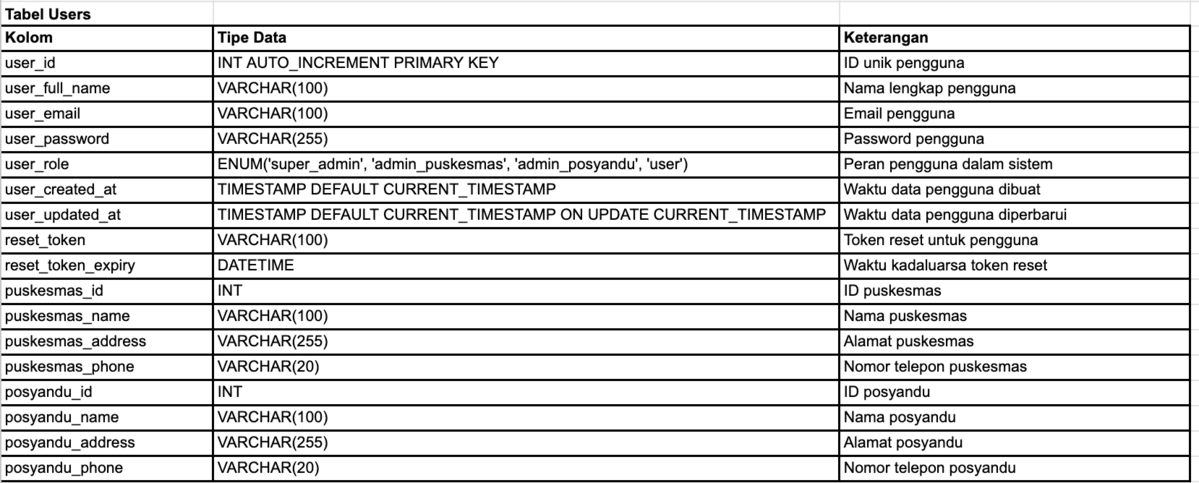 Tabel Users
Kolom Tipe Data Keterangan
user_id INT AUTO_INCREMENT PRIMARY KEY ID unik pengguna
user_full_name VARCHAR(100) Nama lengkap pengguna
user_email VARCHAR(100) Email pengguna
user_password VARCHAR(255) Password pengguna
user_role ENUM('super_admin', 'admin_puskesmas', 'admin_posyandu', 'user') Peran pengguna dalam sistem
user_created_at TIMESTAMP DEFAULT CURRENT_TIMESTAMP Waktu data pengguna dibuat
user_updated_at TIMESTAMP DEFAULT CURRENT_TIMESTAMP ON UPDATE CURRENT_TIMESTAMP Waktu data pengguna diperbarui
reset_token VARCHAR(100) Token reset untuk pengguna
reset_token_expiry DATETIME Waktu kadaluarsa token reset
puskesmas_id INT ID puskesmas
puskesmas_name VARCHAR(100) Nama puskesmas
puskesmas_address VARCHAR(255) Alamat puskesmas
puskesmas_phone VARCHAR(20) Nomor telepon puskesmas
posyandu_id INT ID posyandu
posyandu_name VARCHAR(100) Nama posyandu
posyandu_address VARCHAR(255) Alamat posyandu
posyandu_phone VARCHAR(20) Nomor telepon posyandu